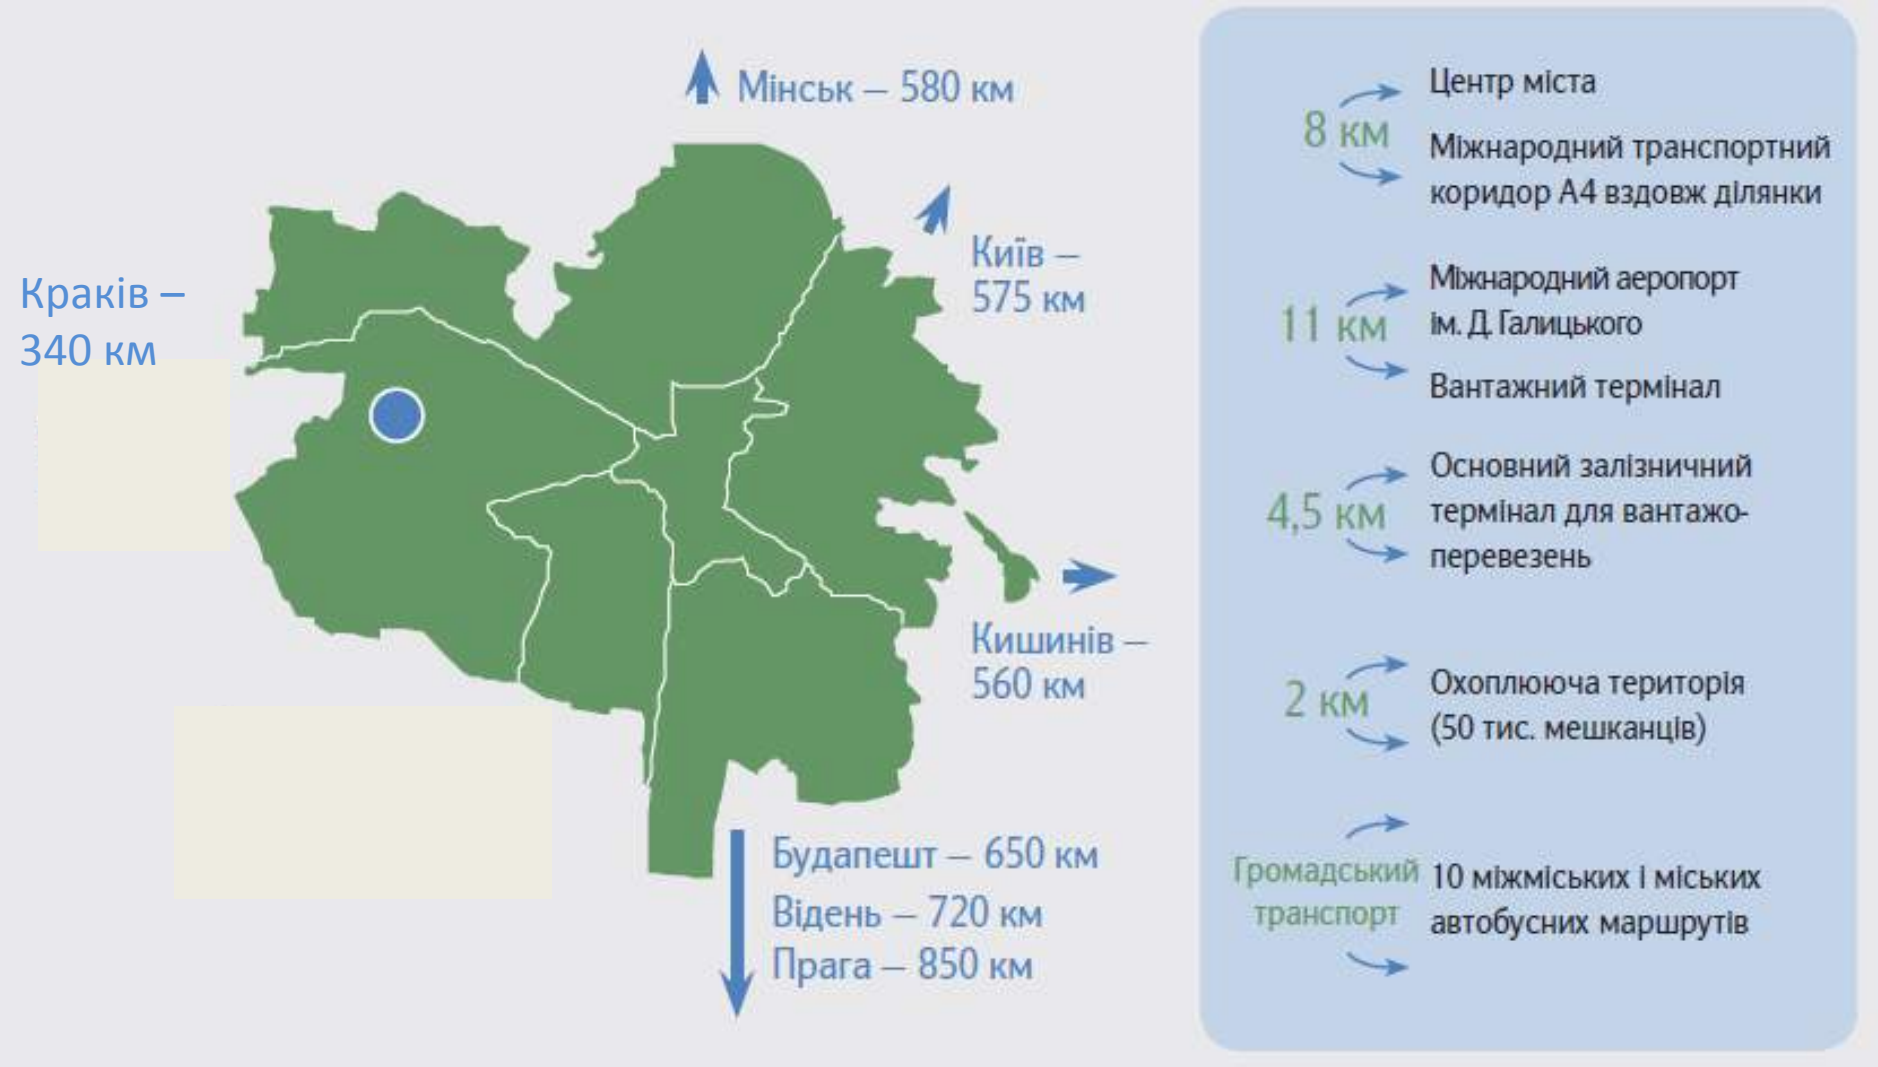 Мінськ – 580 км
Київ –
575 км
Краків –
340 км
Кишинів –
560 км
Будапешт – 650 км
Відень – 720 км
Прага – 850 км
8 км
Центр міста
Міжнародний транспортний
коридор А4 вздовж ділянки
11 км
Міжнародний аеропорт
ім. Д. Галицького
Вантажний термінал
4,5 км
Основний залізничний
термінал для вантажо-
перевезень
2 км
Охоплююча територія
(50 тис. мешканців)
Громадський
транспорт
10 міжміських і міських
автобусних маршрутів